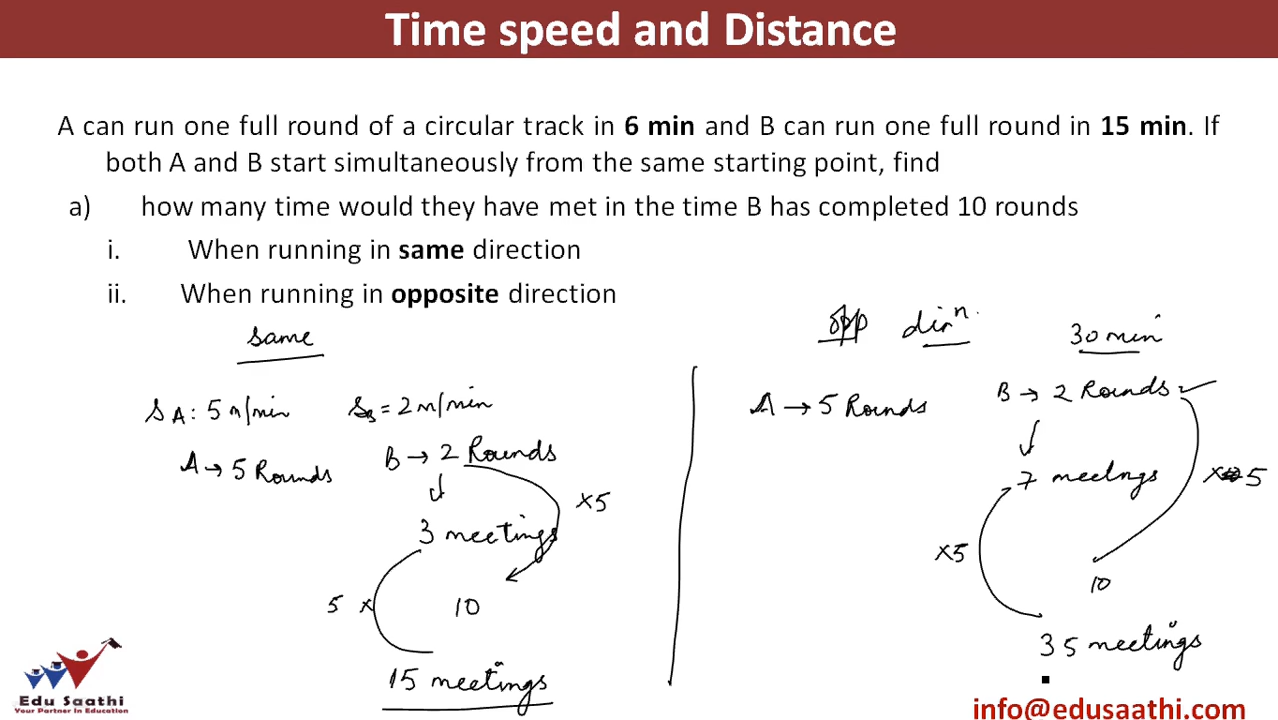 Time speed and Distance
A can run one full round of a circular track in 6 min and B can run one full round in 15 min. If
both A and B start simultaneously from the same starting point, find
a) how many time would they have met in the time B has completed 10 rounds
i. When running in same direction
ii. When running in opposite direction
same
SA : 5 m/min SB = 2 m/min
A → 5 Rounds B → 2 Rounds
×5
3 meetings
5 × 10
15 meetings
opp dirn. 30 min
A → 5 Rounds B → 2 Rounds
7 meetngs ×5
×5
10
35 meetings
Edu Saathi
Your Partner In Education
info@edusaathi.com